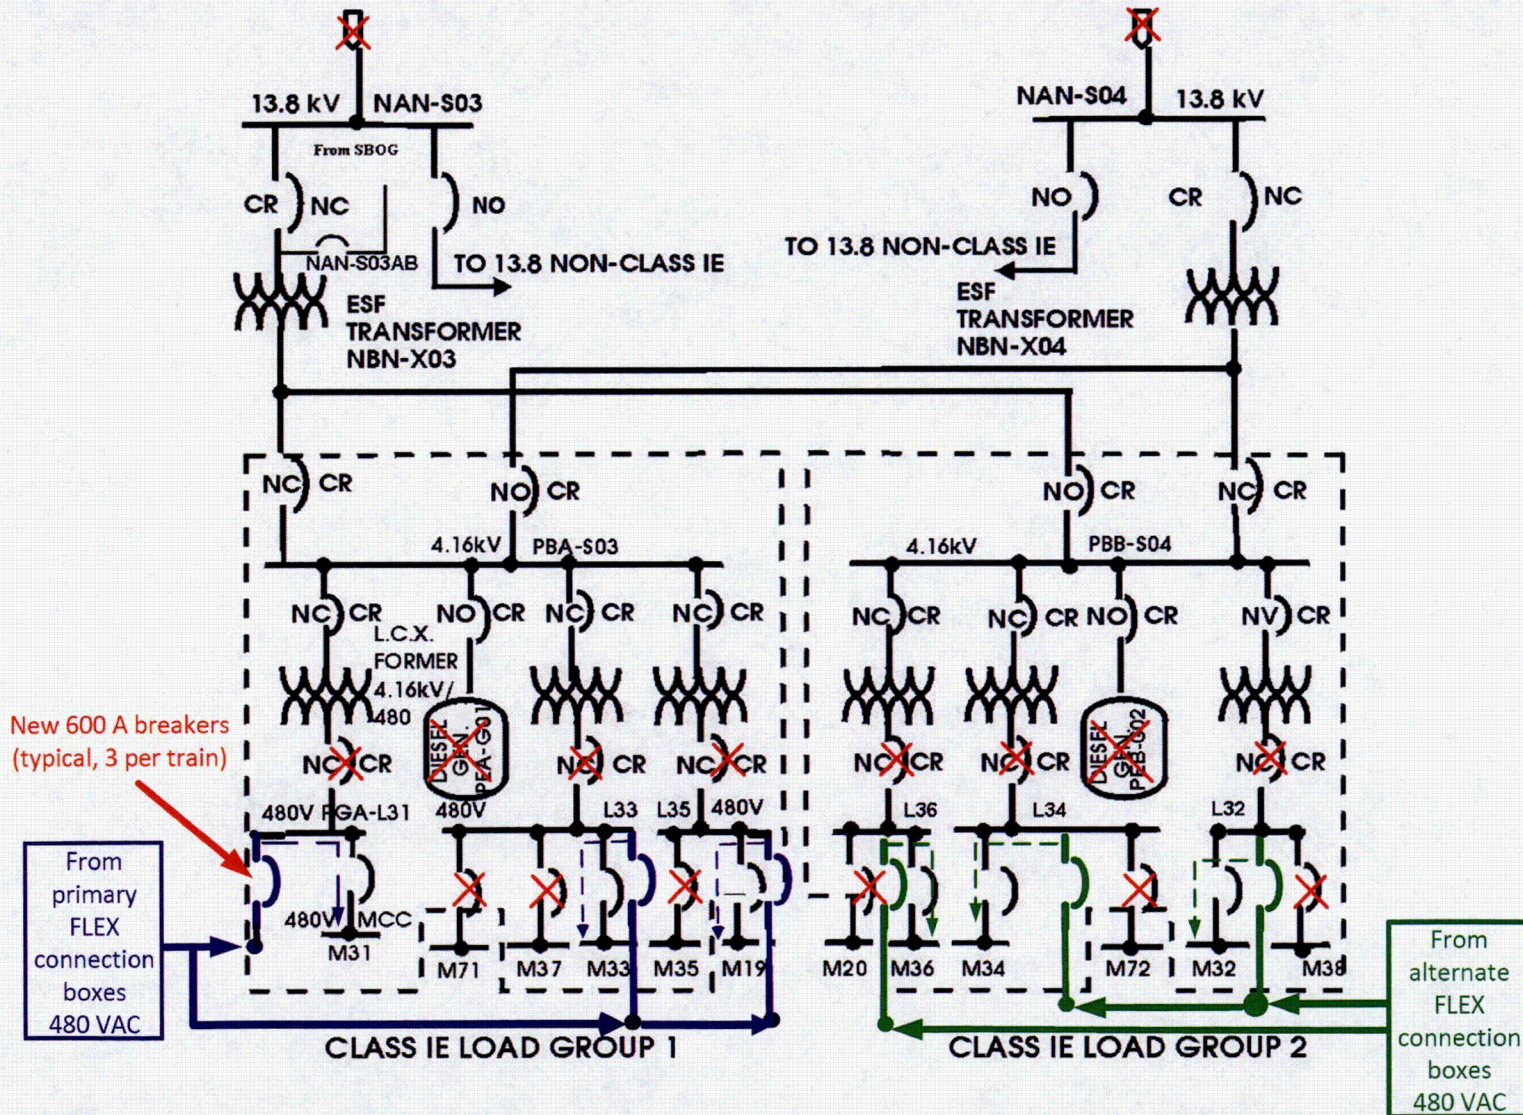 13.8 kV NAN-S03
NAN-S04 13.8 kV
From SBOG
CR NC
NO
NO
CR NC
NAN-S03AB
TO 13.8 NON-CLASS IE
TO 13.8 NON-CLASS IE
ESF
TRANSFORMER
NBN-X03
ESF
TRANSFORMER
NBN-X04
NC CR
NO CR
NO CR
NC CR
4.16kV PBA-S03
4.16kV PBB-S04
NC CR
NO CR
NC CR
NC CR
NC CR
NC CR
NO CR
NV CR
L.C.X.
FORMER
4.16kV/
480
DIESEL
GEN.
PEA-G01
DIESEL
GEN.
PEB-G02
NC CR
NC CR
NC CR
NC CR
NC CR
NC CR
New 600 A breakers
(typical, 3 per train)
480V PGA-L31
480V
L33
L35
480V
L36
L34
L32
From
primary
FLEX
connection
boxes
480 VAC
480V MCC
M31
M71
M37
M33
M35
M19
M20
M36
M34
M72
M32
M38
From
alternate
FLEX
connection
boxes
480 VAC
CLASS IE LOAD GROUP 1
CLASS IE LOAD GROUP 2